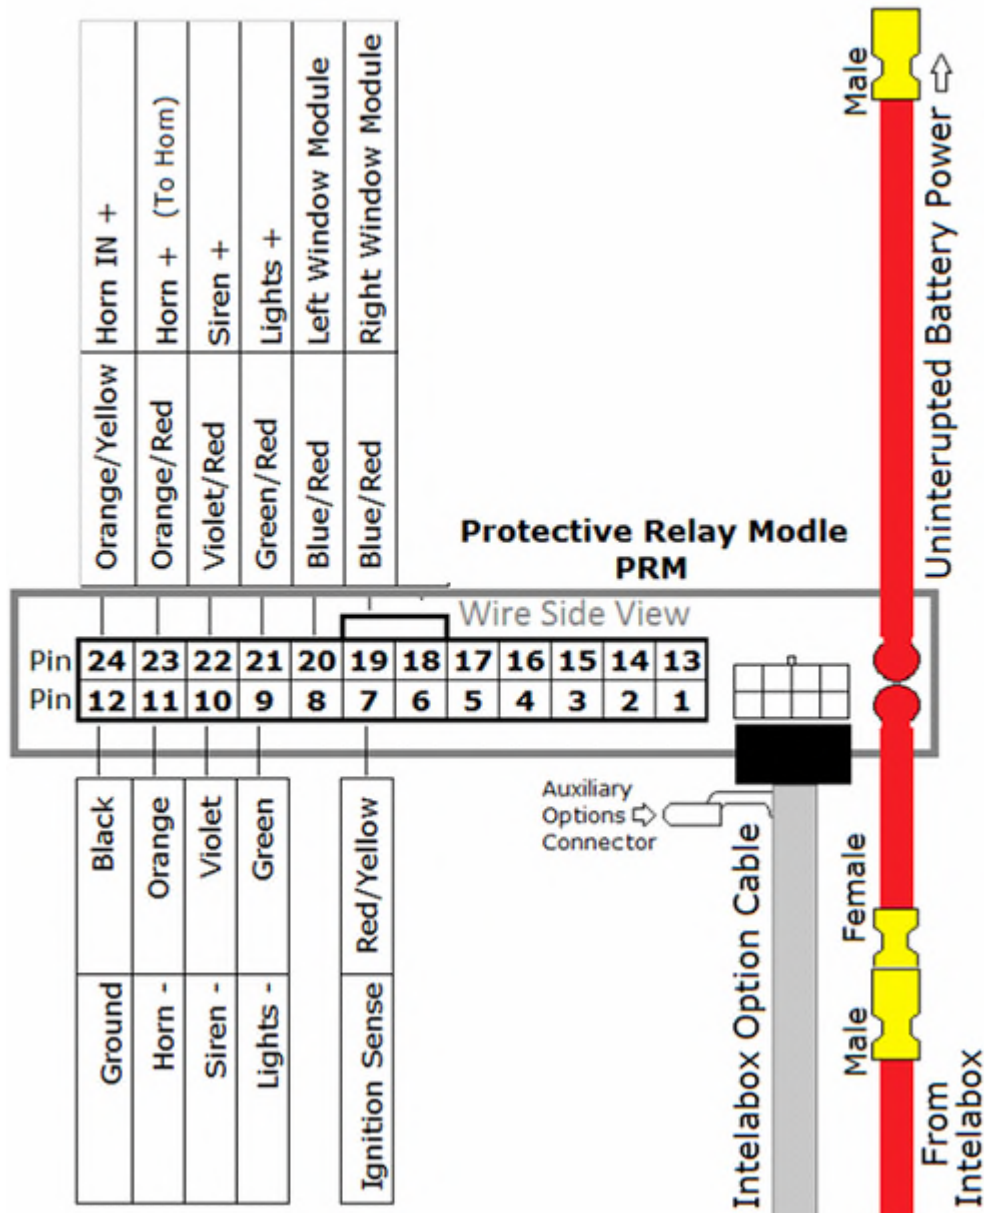 Horn IN +
Horn + (To Horn)
Siren +
Lights +
Left Window Module
Right Window Module
Orange/Yellow
Orange/Red
Violet/Red
Green/Red
Blue/Red
Blue/Red
Male
Uninterupted Battery Power
Protective Relay Modle
PRM
Wire Side View
Pin 24 23 22 21 20 19 18 17 16 15 14 13
Pin 12 11 10 9 8 7 6 5 4 3 2 1
Black
Orange
Violet
Green
Red/Yellow
Ground
Horn -
Siren -
Lights -
Ignition Sense
Auxiliary
Options
Connector
Intelabox Option Cable
Female
Male
From
Intelabox